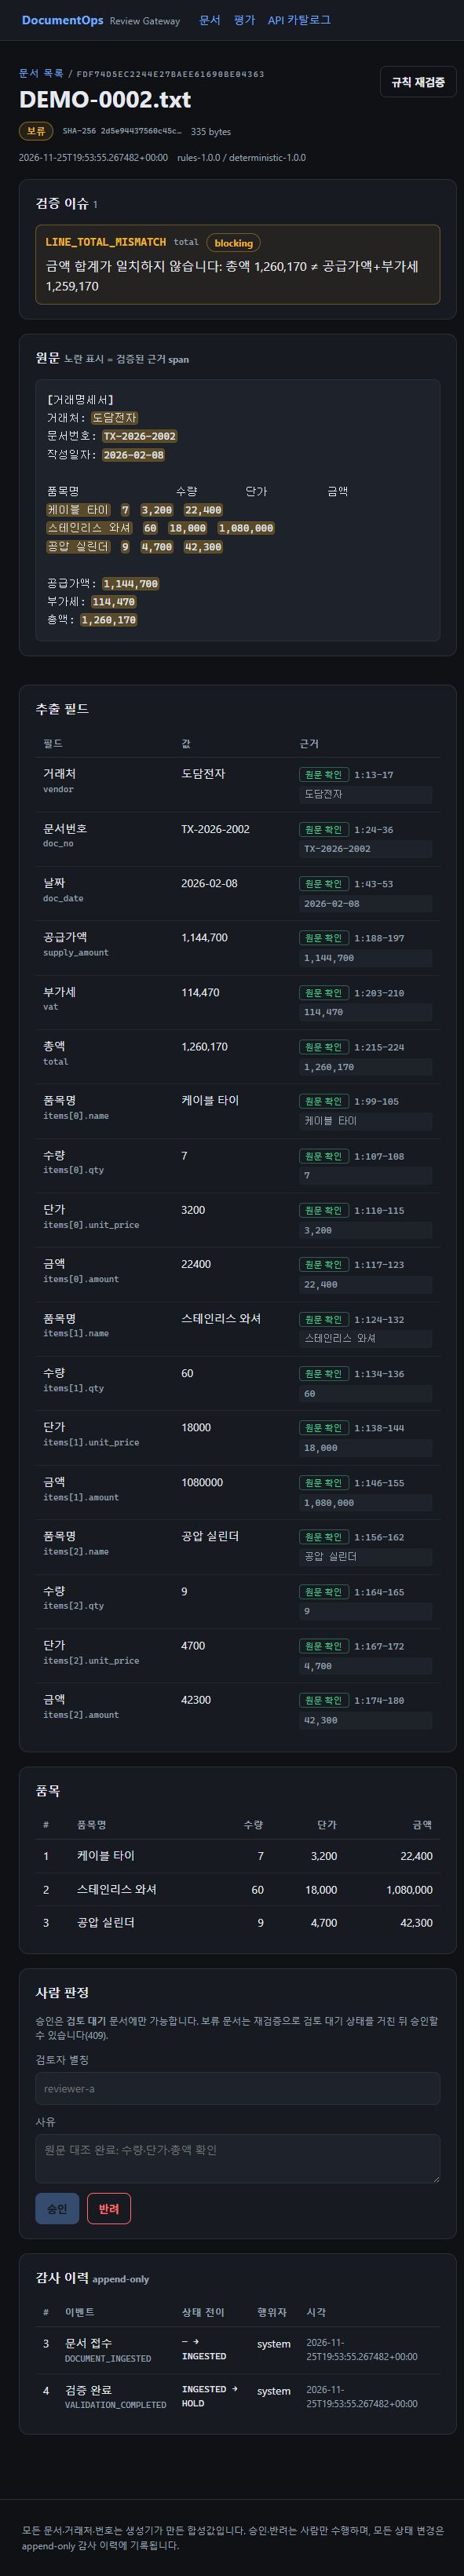 DocumentOps Review Gateway 문서 평가 API 카탈로그
문서 목록 / FDF74D5EC2244E27BAEE61690BE04363
규칙 재검증
DEMO-0002.txt
보류 SHA-256 2d5e94437560c45c… 335 bytes
2026-11-25T19:53:55.267482+00:00 rules-1.0.0 / deterministic-1.0.0
검증 이슈 1
LINE_TOTAL_MISMATCH total blocking
금액 합계가 일치하지 않습니다: 총액 1,260,170 ≠ 공급가액+부가세
1,259,170
원문 노란 표시 = 검증된 근거 span
[거래명세서]
거래처: 도담전자
문서번호: TX-2026-2002
작성일자: 2026-02-08
품목명 수량 단가 금액
케이블 타이 7 3,200 22,400
스테인리스 와셔 60 18,000 1,080,000
공압 실린더 9 4,700 42,300
공급가액: 1,144,700
부가세: 114,470
총액: 1,260,170
추출 필드
필드 값 근거
거래처 도담전자 원문 확인 1:13–17
vendor 도담전자
문서번호 TX-2026-2002 원문 확인 1:24–36
doc_no TX-2026-2002
날짜 2026-02-08 원문 확인 1:43–53
doc_date 2026-02-08
공급가액 1,144,700 원문 확인 1:188–197
supply_amount 1,144,700
부가세 114,470 원문 확인 1:203–210
vat 114,470
총액 1,260,170 원문 확인 1:215–224
total 1,260,170
품목명 케이블 타이 원문 확인 1:99–105
items[0].name 케이블 타이
수량 7 원문 확인 1:107–108
items[0].qty 7
단가 3200 원문 확인 1:110–115
items[0].unit_price 3,200
금액 22400 원문 확인 1:117–123
items[0].amount 22,400
품목명 스테인리스 와셔 원문 확인 1:124–132
items[1].name 스테인리스 와셔
수량 60 원문 확인 1:134–136
items[1].qty 60
단가 18000 원문 확인 1:138–144
items[1].unit_price 18,000
금액 1080000 원문 확인 1:146–155
items[1].amount 1,080,000
품목명 공압 실린더 원문 확인 1:156–162
items[2].name 공압 실린더
수량 9 원문 확인 1:164–165
items[2].qty 9
단가 4700 원문 확인 1:167–172
items[2].unit_price 4,700
금액 42300 원문 확인 1:174–180
items[2].amount 42,300
품목
# 품목명 수량 단가 금액
1 케이블 타이 7 3,200 22,400
2 스테인리스 와셔 60 18,000 1,080,000
3 공압 실린더 9 4,700 42,300
사람 판정
승인은 검토 대기 문서에만 가능합니다. 보류 문서는 재검증으로 검토 대기 상태를 거친 뒤 승인할
수 있습니다(409).
검토자 별칭
reviewer-a
사유
원문 대조 완료: 수량·단가·총액 확인
승인 반려
감사 이력 append-only
# 이벤트 상태 전이 행위자 시각
3 문서 접수 — → system 2026-11-
DOCUMENT_INGESTED INGESTED 25T19:53:55.267482+00:00
4 검증 완료 INGESTED → system 2026-11-
VALIDATION_COMPLETED HOLD 25T19:53:55.267482+00:00
모든 문서·거래처·번호는 생성기가 만든 합성값입니다. 승인·반려는 사람만 수행하며, 모든 상태 변경은
append-only 감사 이력에 기록됩니다.